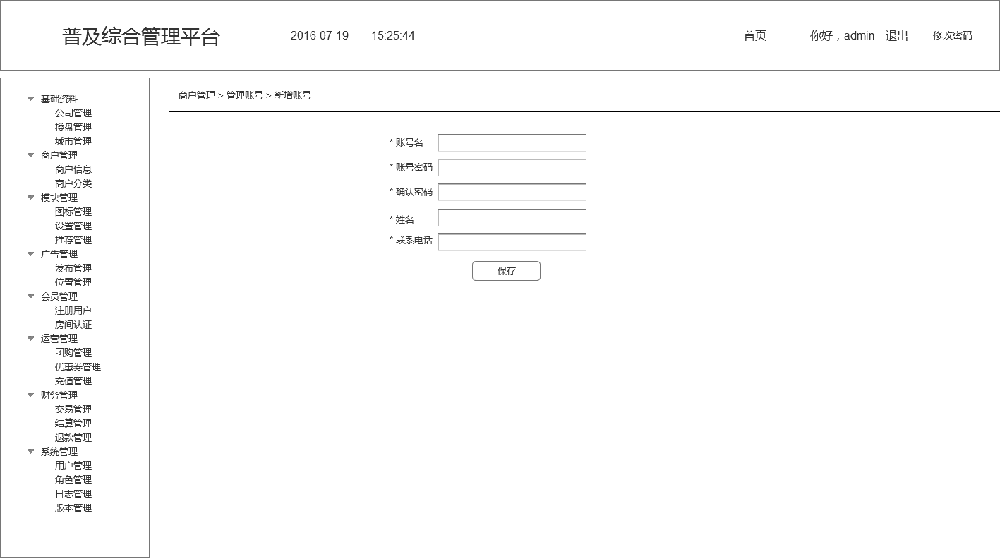 普及综合管理平台 2016-07-19 15:25:44 首页 你好，admin 退出 修改密码
基础资料
公司管理
楼盘管理
城市管理
商户管理
商户信息
商户分类
模块管理
图标管理
设置管理
推荐管理
广告管理
发布管理
位置管理
会员管理
注册用户
房间认证
运营管理
团购管理
优惠券管理
充值管理
财务管理
交易管理
结算管理
退款管理
系统管理
用户管理
角色管理
日志管理
版本管理
商户管理 > 管理账号 > 新增账号
* 账号名
* 账号密码
* 确认密码
* 姓名
* 联系电话
保存